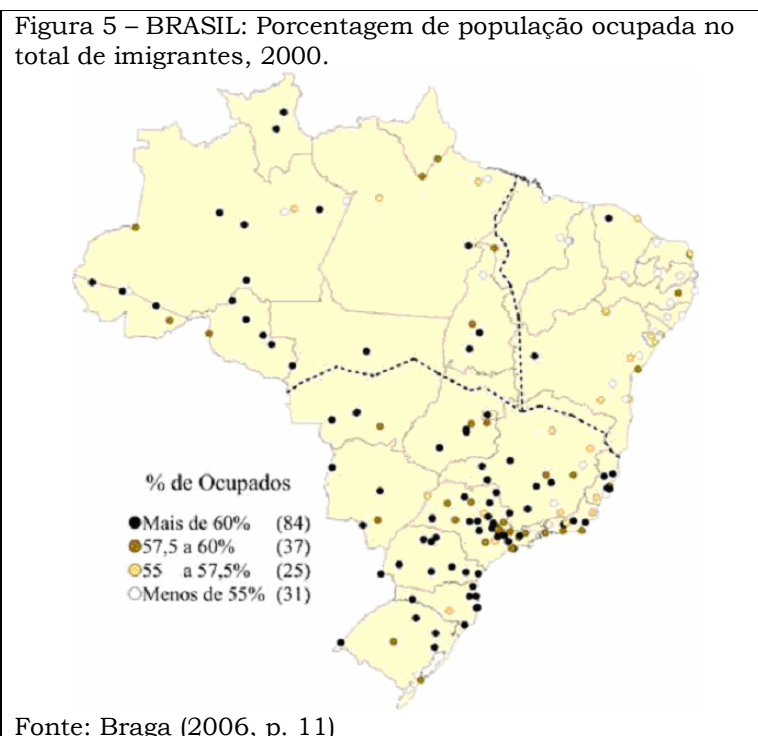 Figura 5 – BRASIL: Porcentagem de população ocupada no
total de imigrantes, 2000.
% de Ocupados
Mais de 60% (84)
57,5 a 60% (37)
55 a 57,5% (25)
Menos de 55% (31)
Fonte: Braga (2006, p. 11)